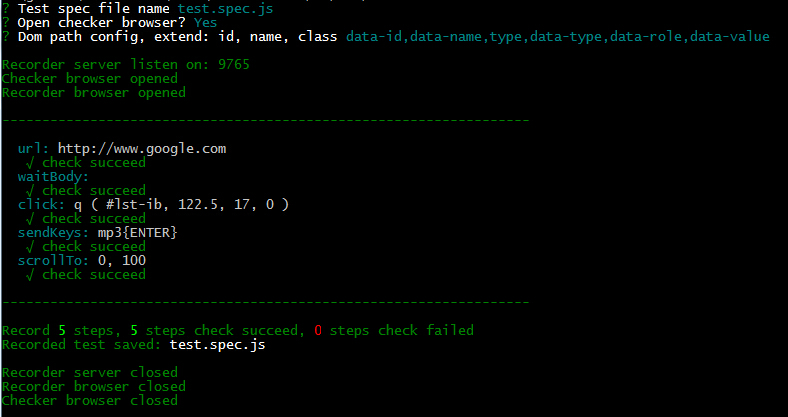 ? Test spec file name test.spec.js
? Open checker browser? Yes
? Dom path config, extend: id, name, class data-id,data-name,type,data-type,data-role,data-value
Recorder server listen on: 9765
Checker browser opened
Recorder browser opened
------------------------------------------------------------------
url: http://www.google.com
√ check succeed
waitBody:
√ check succeed
click: q ( #lst-ib, 122.5, 17, 0 )
√ check succeed
sendKeys: mp3{ENTER}
√ check succeed
scrollTo: 0, 100
√ check succeed
------------------------------------------------------------------
Record 5 steps, 5 steps check succeed, 0 steps check failed
Recorded test saved: test.spec.js
Recorder server closed
Recorder browser closed
Checker browser closed